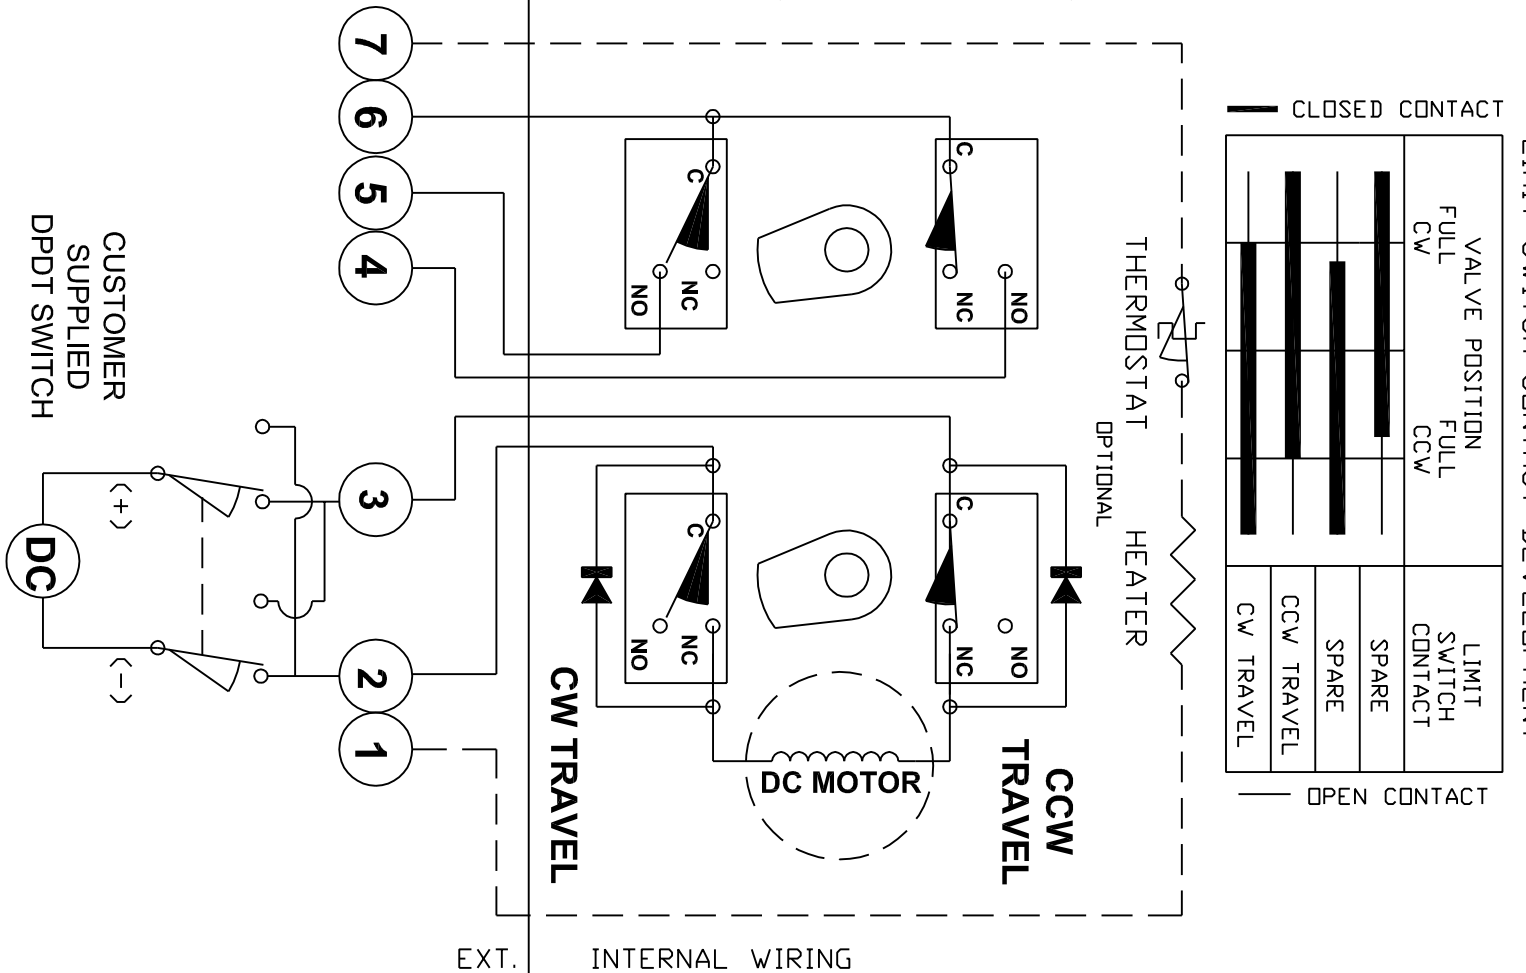 7
6
5
4
3
2
1
CUSTOMER
SUPPLIED
DPDT SWITCH
(+)
DC
(-)
C
NC
NO
C
NC
NO
C
NC
NO
C
NC
NO
THERMOSTAT
OPTIONAL
HEATER
DC MOTOR
CW TRAVEL
CCW
TRAVEL
EXT.
INTERNAL WIRING
CLOSED CONTACT
VALVE POSITION
FULL
CW
FULL
CCW
LIMIT
SWITCH
CONTACT
SPARE
SPARE
CCW TRAVEL
CW TRAVEL
OPEN CONTACT